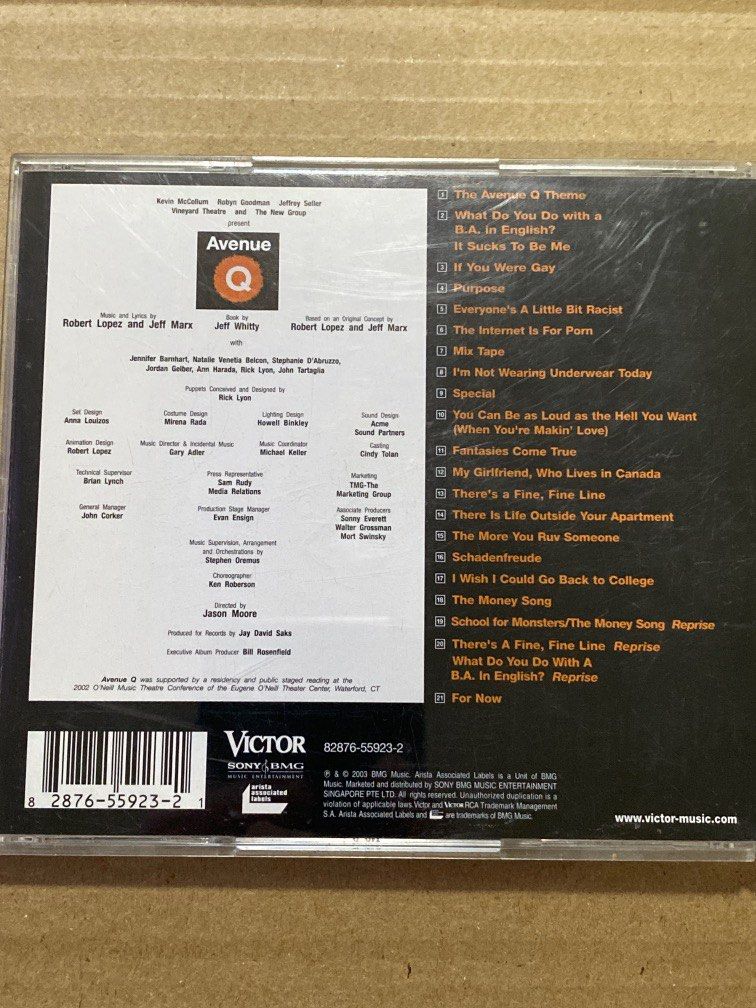 Kevin McCollum Robyn Goodman Jeffrey Seller
Vineyard Theatre and The New Group
present
Avenue
Q
Music and Lyrics by
Robert Lopez and Jeff Marx
Book by
Jeff Whitty
Based on an Original Concept by
Robert Lopez and Jeff Marx
with
Jennifer Barnhart, Natalie Venetia Belcon, Stephanie D'Abruzzo,
Jordan Gelber, Ann Harada, Rick Lyon, John Tartaglia
Puppets Conceived and Designed by
Rick Lyon
Set Design
Anna Louizos
Costume Design
Mirena Rada
Lighting Design
Howell Binkley
Sound Design
Acme
Sound Partners
Animation Design
Robert Lopez
Music Director & Incidental Music
Gary Adler
Music Coordinator
Michael Keller
Casting
Cindy Tolan
Technical Supervisor
Brian Lynch
Press Representative
Sam Rudy
Media Relations
Marketing
TMG-The
Marketing Group
General Manager
John Corker
Production Stage Manager
Evan Ensign
Associate Producers
Sonny Everett
Walter Grossman
Mort Swinsky
Music Supervision, Arrangement
and Orchestrations by
Stephen Oremus
Choreographer
Ken Roberson
Directed by
Jason Moore
Produced for Records by Jay David Saks
Executive Album Producer Bill Rosenfield
Avenue Q was supported by a residency and public staged reading at the
2002 O'Neill Music Theatre Conference of the Eugene O'Neill Theater Center, Waterford, CT
1 The Avenue Q Theme
2 What Do You Do with a
B.A. in English?
It Sucks To Be Me
3 If You Were Gay
4 Purpose
5 Everyone's A Little Bit Racist
6 The Internet Is For Porn
7 Mix Tape
8 I'm Not Wearing Underwear Today
9 Special
10 You Can Be as Loud as the Hell You Want
(When You're Makin' Love)
11 Fantasies Come True
12 My Girlfriend, Who Lives in Canada
13 There's a Fine, Fine Line
14 There Is Life Outside Your Apartment
15 The More You Ruv Someone
16 Schadenfreude
17 I Wish I Could Go Back to College
18 The Money Song
19 School for Monsters/The Money Song Reprise
20 There's A Fine, Fine Line Reprise
What Do You Do With A
B.A. In English? Reprise
21 For Now
8 2876-55923-2 1
VICTOR
SONY BMG
MUSIC ENTERTAINMENT
arista
associated
labels
82876-55923-2
℗ & © 2003 BMG Music. Arista Associated Labels is a Unit of BMG
Music. Marketed and distributed by SONY BMG MUSIC ENTERTAINMENT
SINGAPORE PTE LTD. All rights reserved. Unauthorized duplication is a
violation of applicable laws. Victor and VICTOR RCA Trademark Management
S.A. Arista Associated Labels and are trademarks of BMG Music.
www.victor-music.com